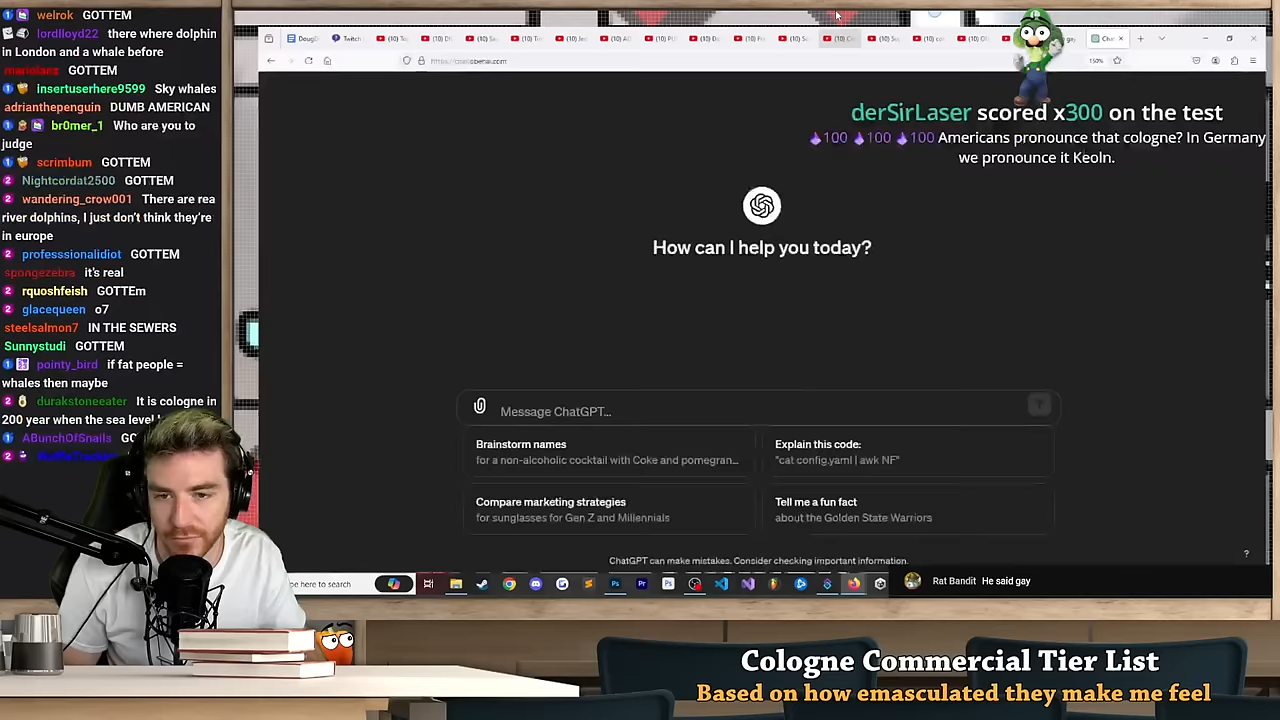 welrok GOTTEM
lordlloyd22 there where dolphin
in London and a whale before
GOTTEM
insertuserhere9599 Sky whales
adrianthepenguin DUMB AMERICAN
br0mer_1 Who are you to
judge
scrimbum GOTTEM
Nightcordat2500 GOTTEM
wandering_crow001 There are rea
river dolphins, I just don't think they're
in europe
professsionalidiot GOTTEM
spongezebra it's real
rquoshfeish GOTTEm
glacequeen o7
steelsalmon7 IN THE SEWERS
Sunnystudi GOTTEM
pointy_bird if fat people =
whales then maybe
durakstoneeater It is cologne in
200 year when the sea level
ABunchOfSnails GO
150%
derSirLaser scored x300 on the test
100 100 100 Americans pronounce that cologne? In Germany
we pronounce it Keoln.
How can I help you today?
Message ChatGPT...
Brainstorm names
for a non-alcoholic cocktail with Coke and pomegran...
Explain this code:
"cat config.yaml | awk NF"
Compare marketing strategies
for sunglasses for Gen Z and Millennials
Tell me a fun fact
about the Golden State Warriors
ChatGPT can make mistakes. Consider checking important information.
?
be here to search
Rat Bandit He said gay
Cologne Commercial Tier List
Based on how emasculated they make me feel